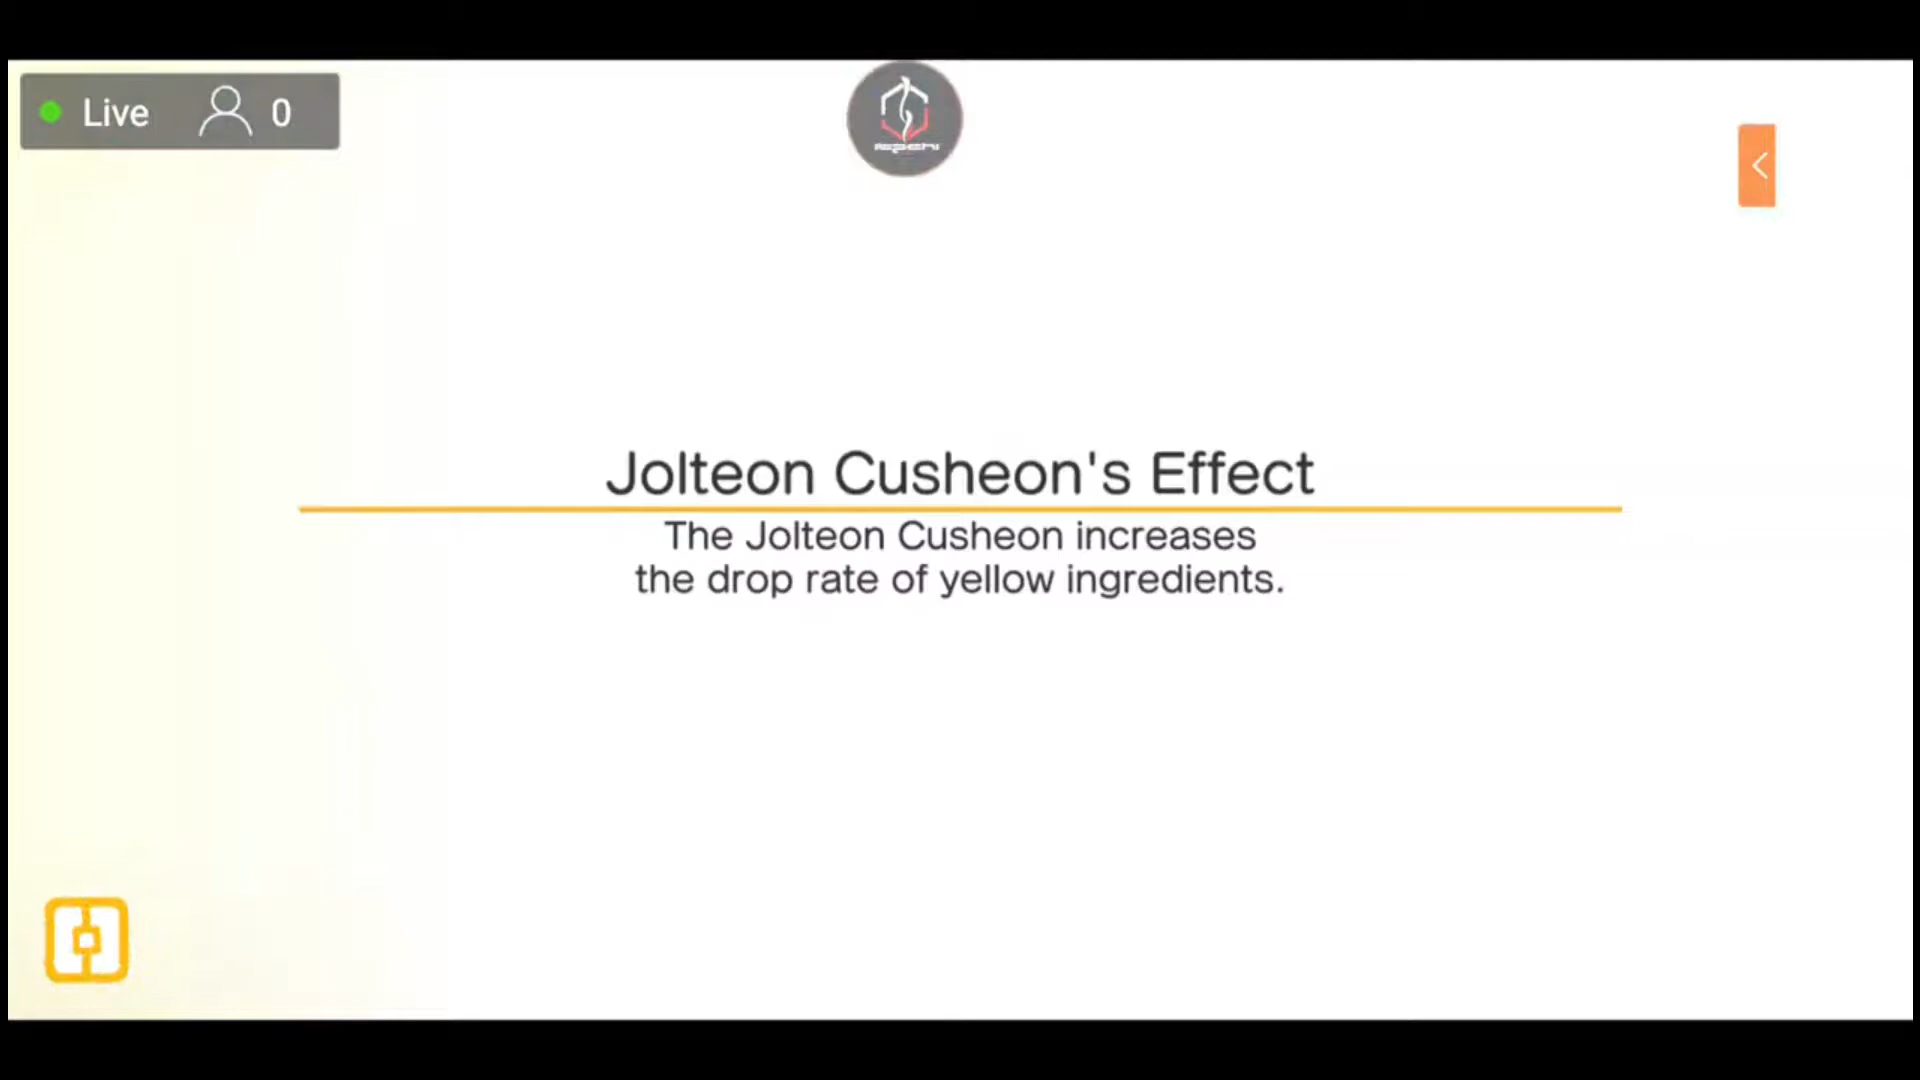 Live 0
Jolteon Cusheon's Effect
The Jolteon Cusheon increases
the drop rate of yellow ingredients.